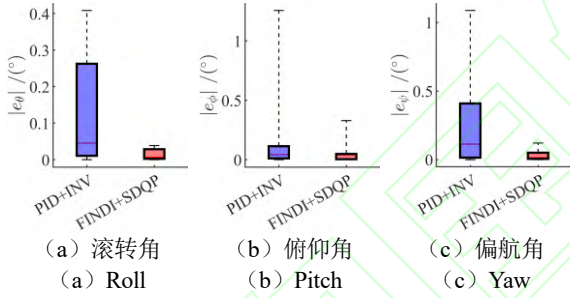 0.4
0.3
0.2
0.1
0
|e_θ| /(°)
PID+INV
FINDI+SDQP
1
0.5
0
|e_ϕ| /(°)
PID+INV
FINDI+SDQP
1
0.5
0
|e_ψ| /(°)
PID+INV
FINDI+SDQP
（a）滚转角 （b）俯仰角 （c）偏航角
（a）Roll （b）Pitch （c）Yaw